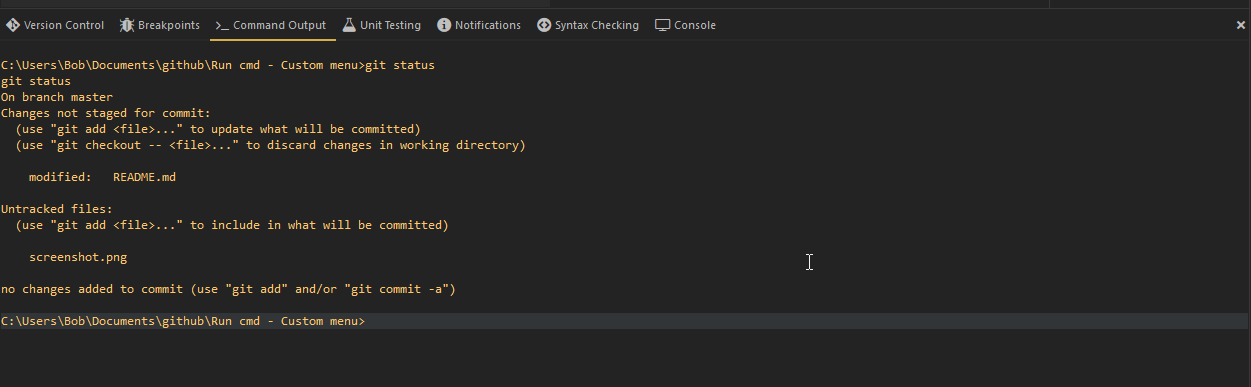 Version Control Breakpoints Command Output Unit Testing Notifications Syntax Checking Console
C:\Users\Bob\Documents\github\Run cmd - Custom menu>git status
git status
On branch master
Changes not staged for commit:
  (use "git add <file>..." to update what will be committed)
  (use "git checkout -- <file>..." to discard changes in working directory)
    modified:   README.md
Untracked files:
  (use "git add <file>..." to include in what will be committed)
    screenshot.png
no changes added to commit (use "git add" and/or "git commit -a")
C:\Users\Bob\Documents\github\Run cmd - Custom menu>